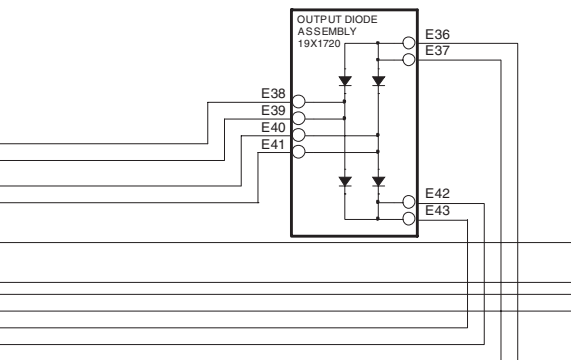 OUTPUT DIODE
ASSEMBLY
19X1720
E36
E37
E38
E39
E40
E41
E42
E43